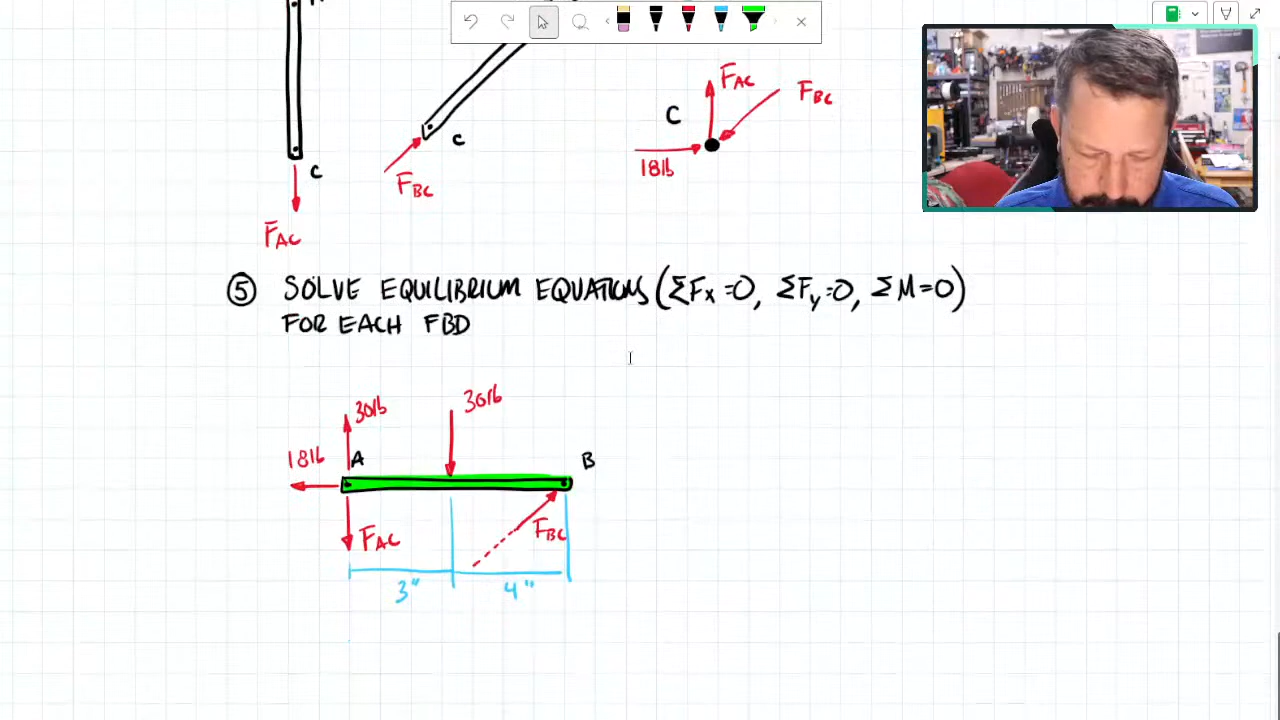 F_AC
F_BC
C
18lb
C
C
F_BC
F_AC
⑤ SOLVE EQUILIBRIUM EQUATIONS (ΣFx=0, ΣFy=0, ΣM=0)
FOR EACH FBD
30lb
30lb
18lb
A
B
F_AC
F_BC
3"
4"